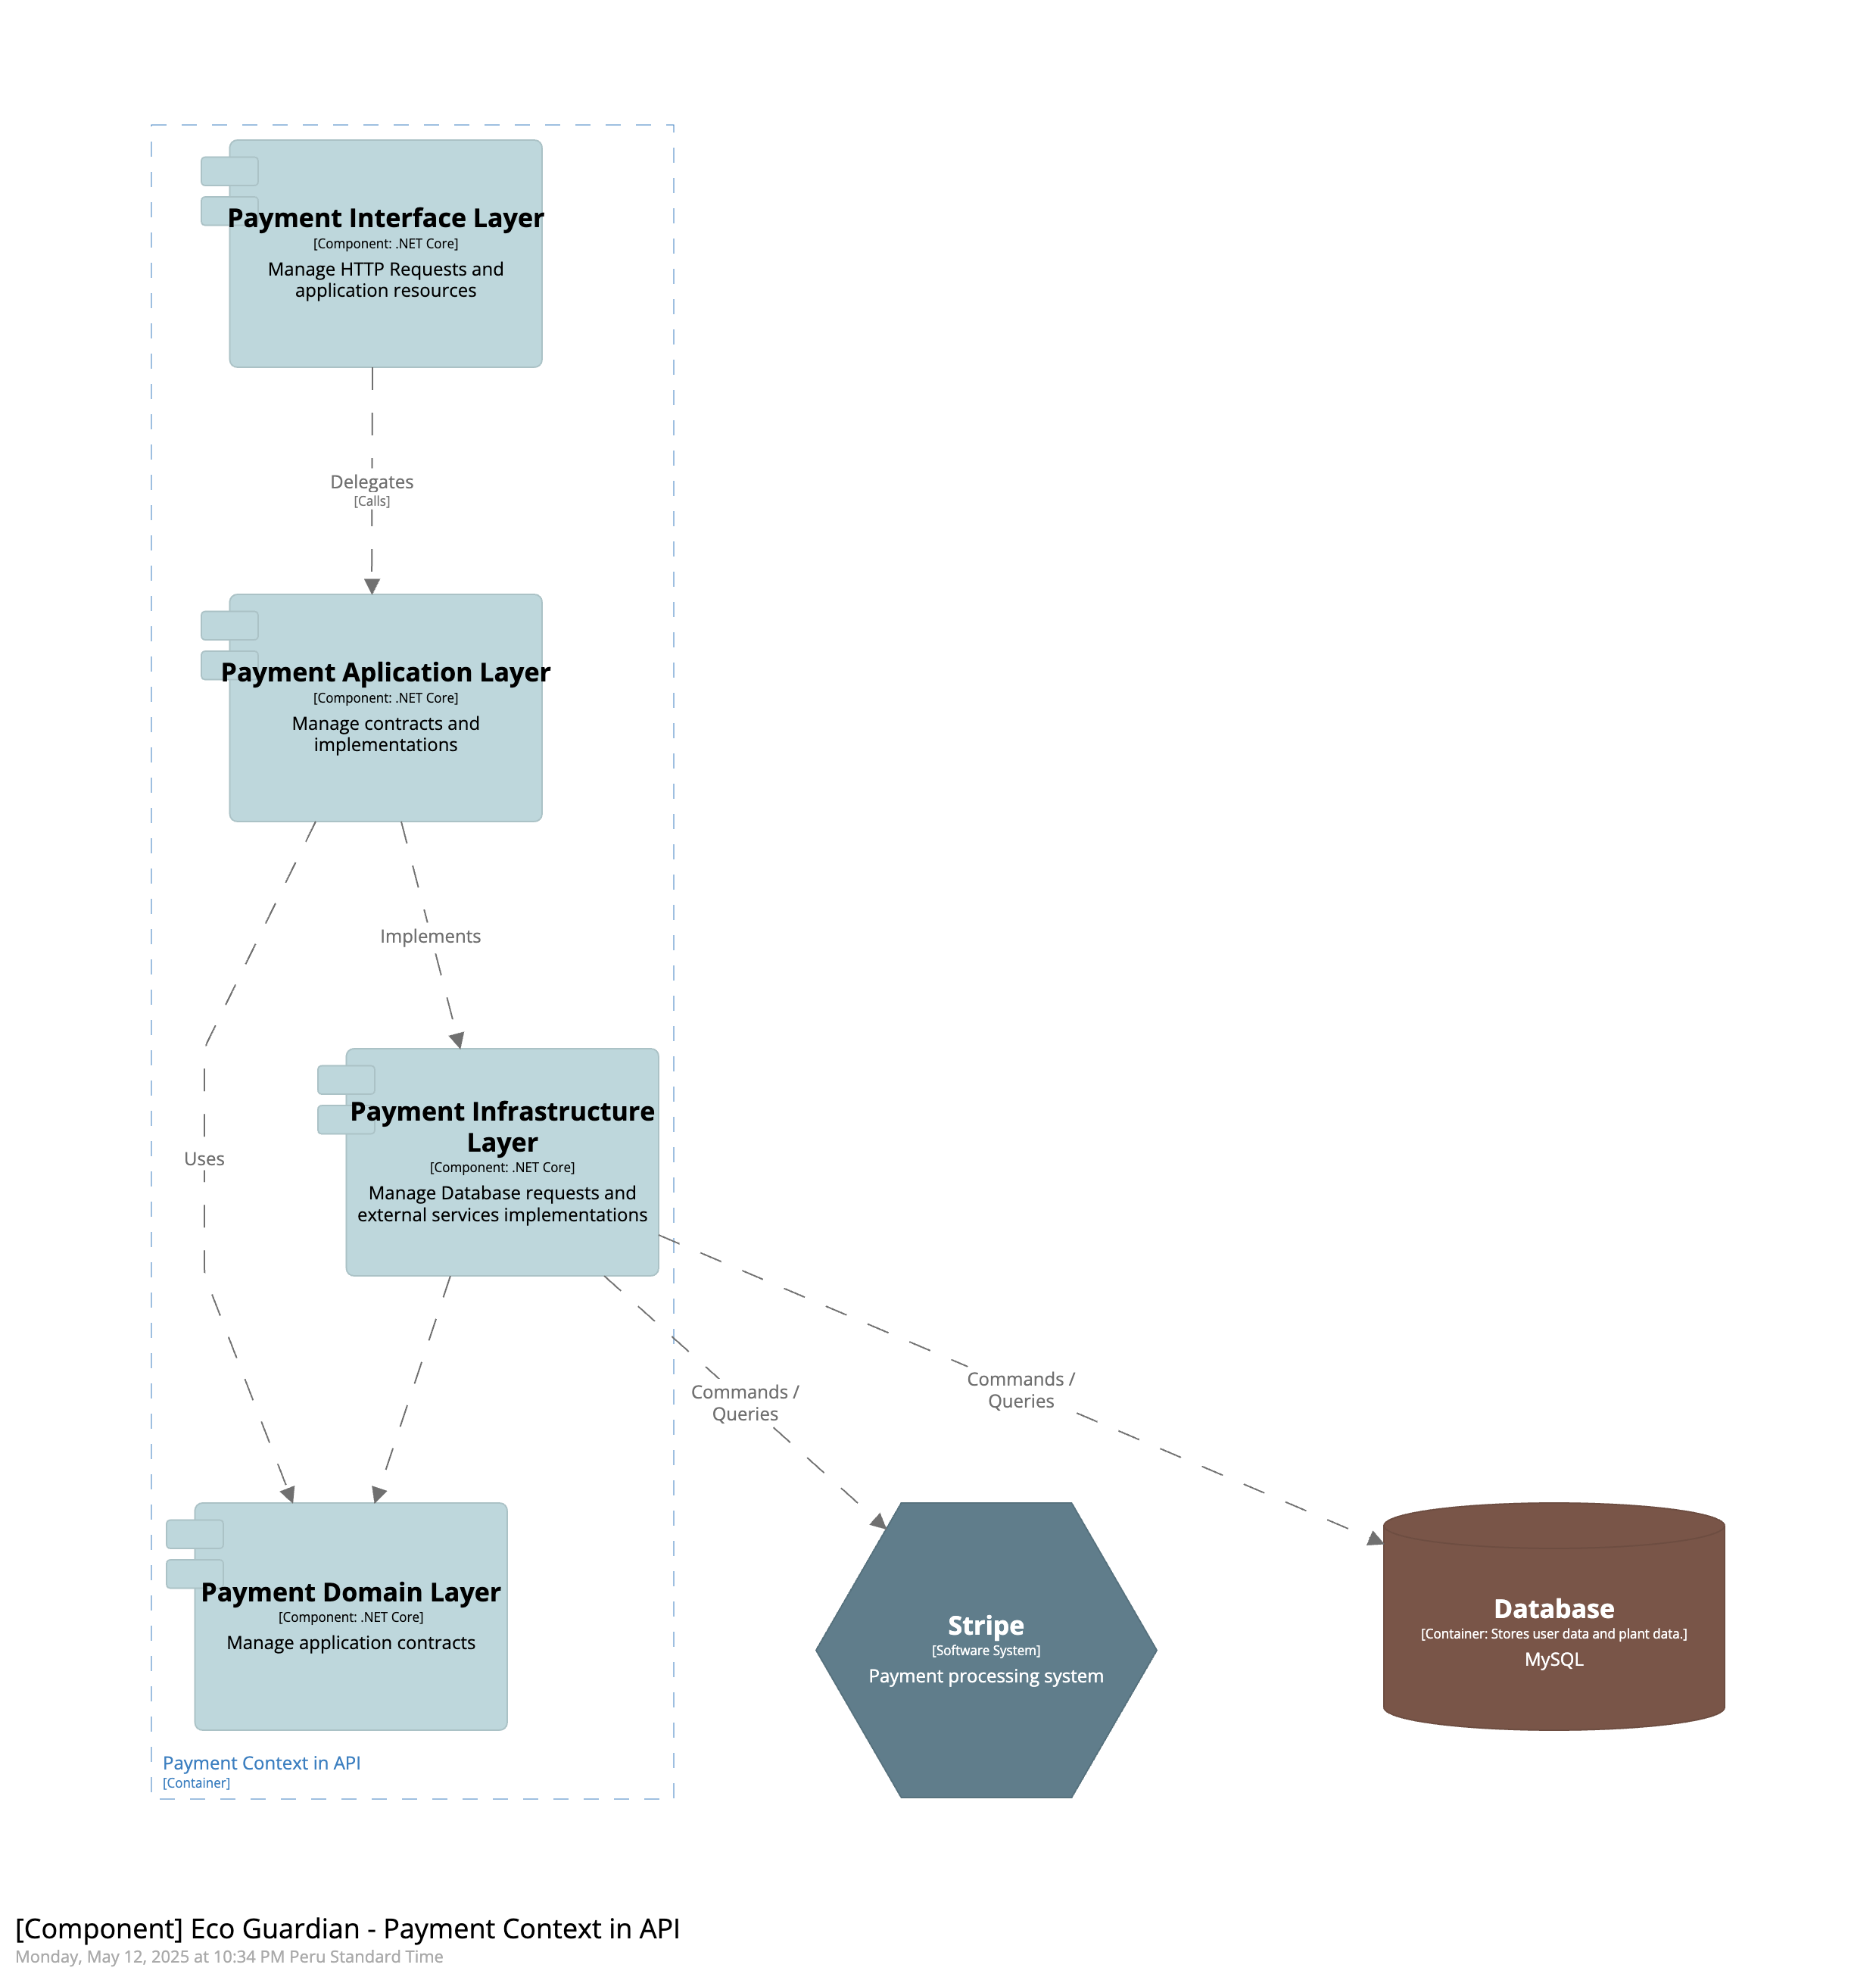 Payment Interface Layer
[Component: .NET Core]
Manage HTTP Requests and
application resources
Delegates
[Calls]
Payment Aplication Layer
[Component: .NET Core]
Manage contracts and
implementations
Implements
Uses
Payment Infrastructure
Layer
[Component: .NET Core]
Manage Database requests and
external services implementations
Commands /
Queries
Commands /
Queries
Payment Domain Layer
[Component: .NET Core]
Manage application contracts
Stripe
[Software System]
Payment processing system
Database
[Container: Stores user data and plant data.]
MySQL
Payment Context in API
[Container]
[Component] Eco Guardian - Payment Context in API
Monday, May 12, 2025 at 10:34 PM Peru Standard Time